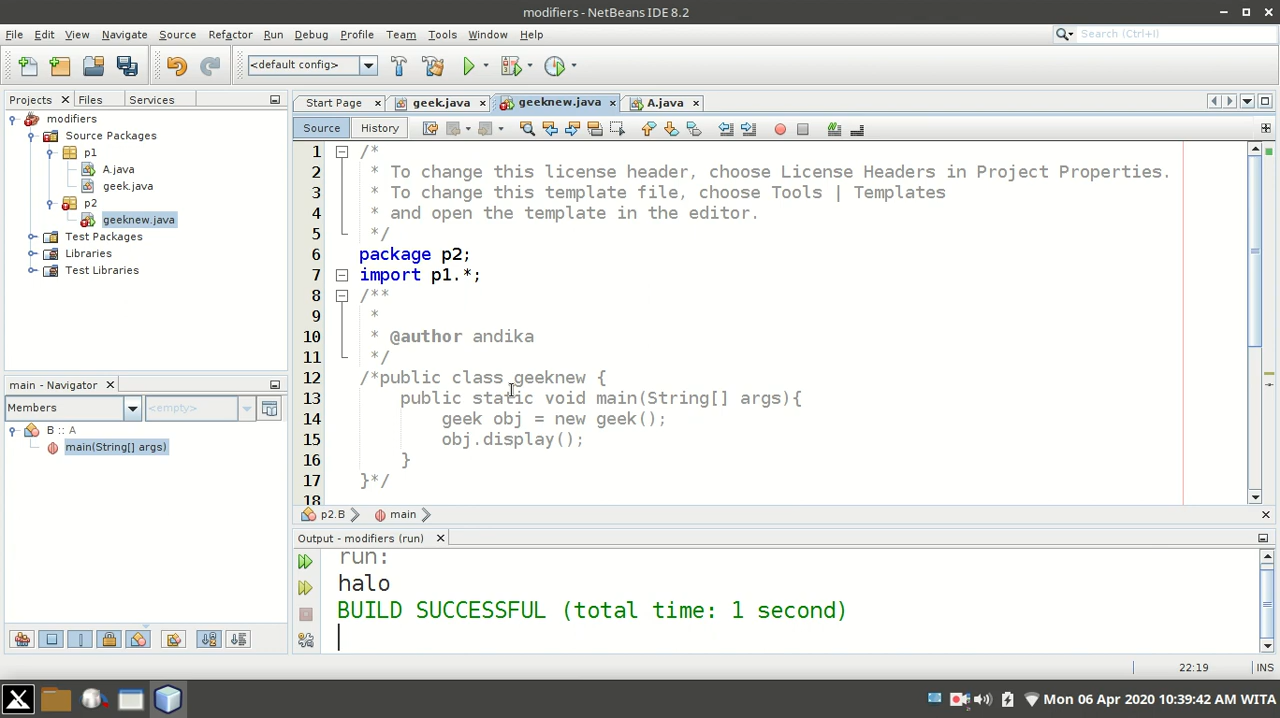 modifiers - NetBeans IDE 8.2
File Edit View Navigate Source Refactor Run Debug Profile Team Tools Window Help
Search (Ctrl+I)
<default config>
Projects Files Services
Start Page geek.java geeknew.java A.java
Source History
modifiers
Source Packages
p1
A.java
geek.java
p2
geeknew.java
Test Packages
Libraries
Test Libraries
main - Navigator
Members <empty>
B :: A
main(String[] args)
1 /*
2 * To change this license header, choose License Headers in Project Properties.
3 * To change this template file, choose Tools | Templates
4 * and open the template in the editor.
5 */
6 package p2;
7 import p1.*;
8 /**
9 *
10 * @author andika
11 */
12 /*public class geeknew {
13 public static void main(String[] args){
14 geek obj = new geek();
15 obj.display();
16 }
17 }*/
18
p2.B main
Output - modifiers (run)
run:
halo
BUILD SUCCESSFUL (total time: 1 second)
22:19 INS
Mon 06 Apr 2020 10:39:42 AM WITA